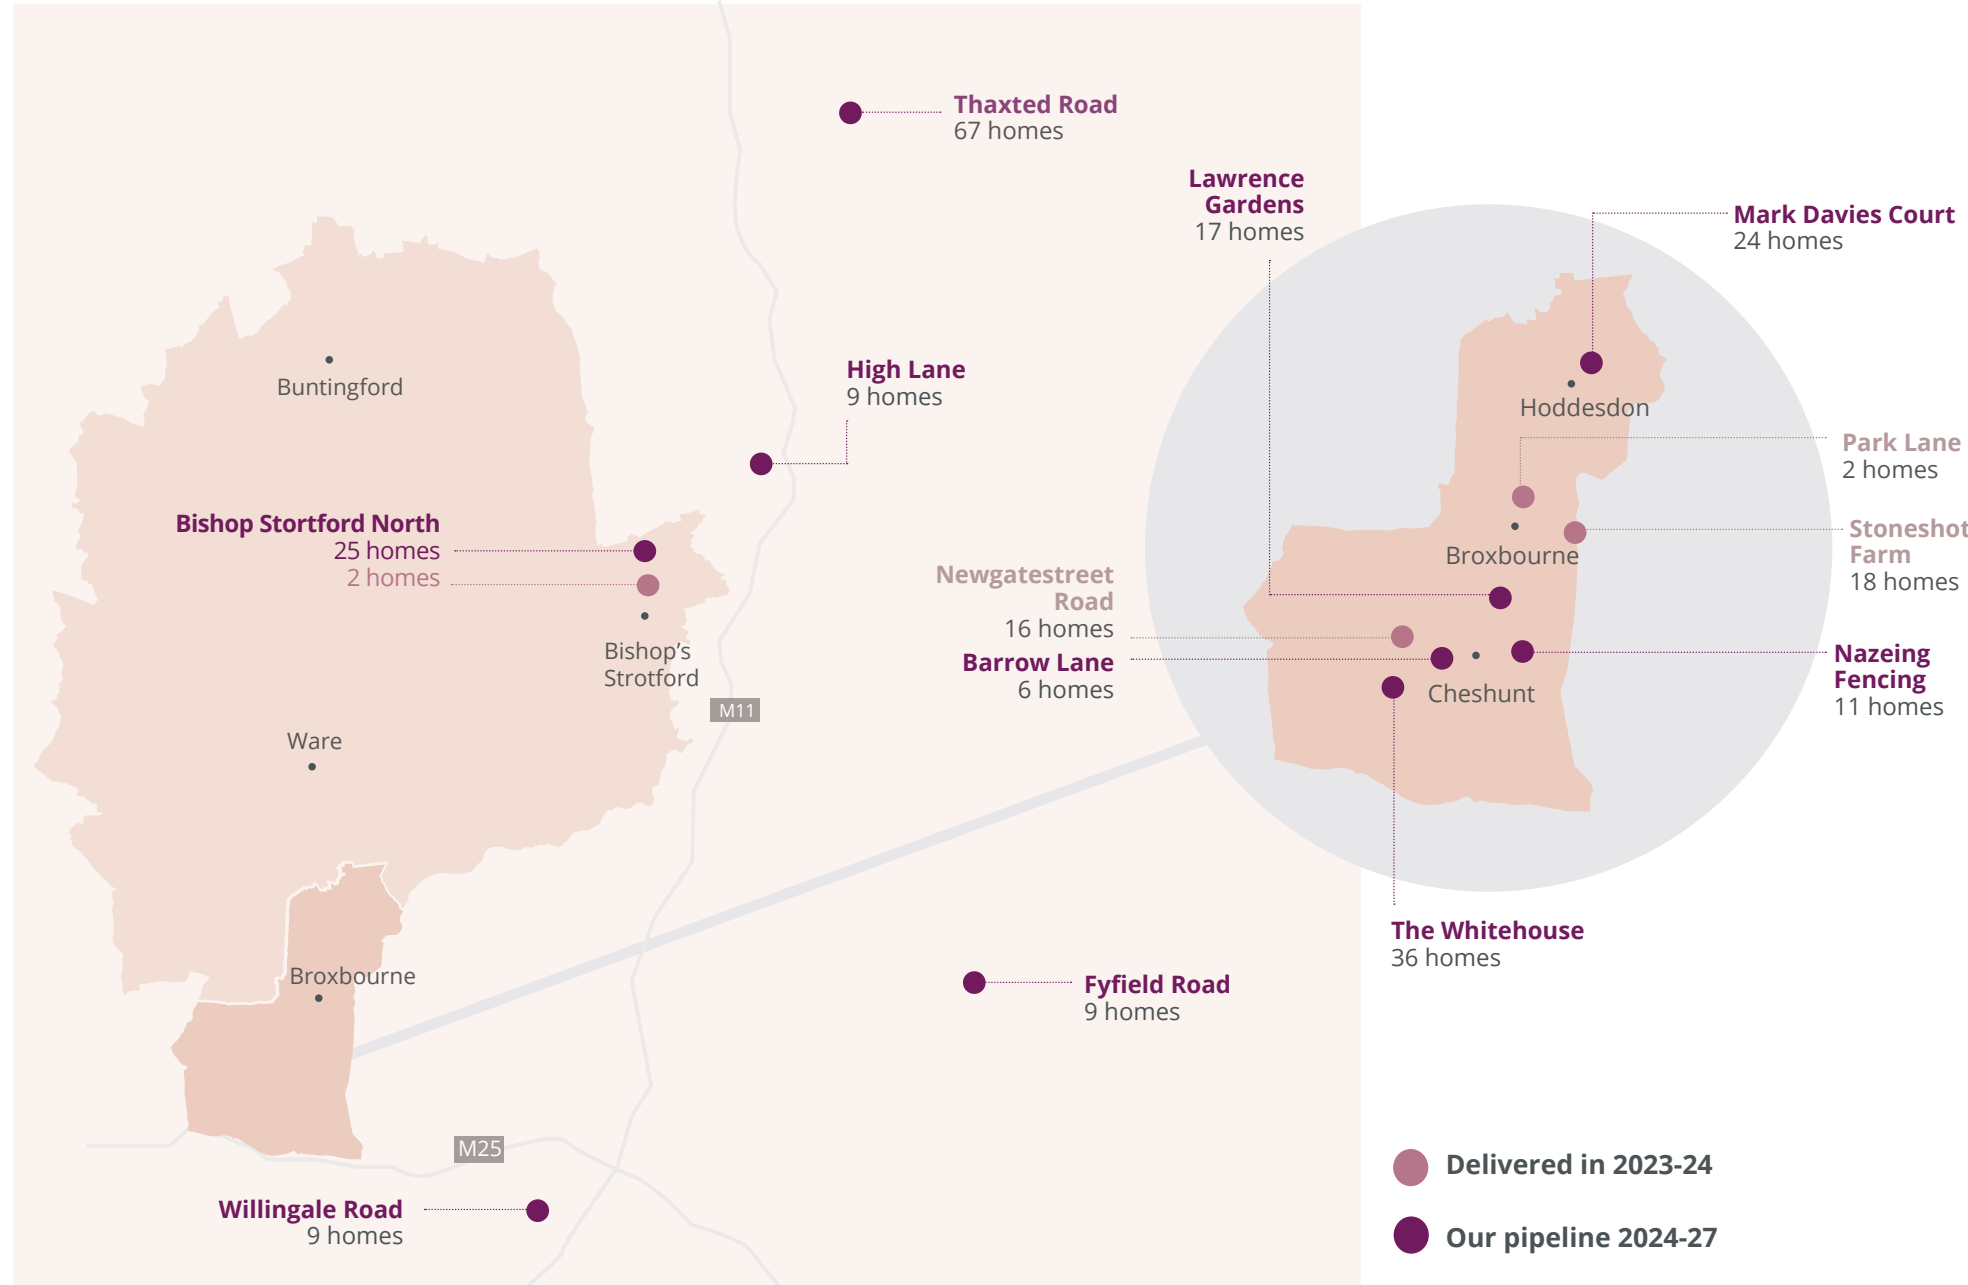 Thaxted Road
67 homes
Lawrence
Gardens
17 homes
Mark Davies Court
24 homes
High Lane
9 homes
Buntingford
Hoddesdon
Park Lane
2 homes
Bishop Stortford North
25 homes
2 homes
Stoneshot
Farm
18 homes
Broxbourne
Newgatestreet
Road
16 homes
Barrow Lane
6 homes
Bishop’s
Strotford
Nazeing
Fencing
11 homes
Cheshunt
M11
Ware
The Whitehouse
36 homes
Broxbourne
Fyfield Road
9 homes
M25
Delivered in 2023-24
Willingale Road
9 homes
Our pipeline 2024-27